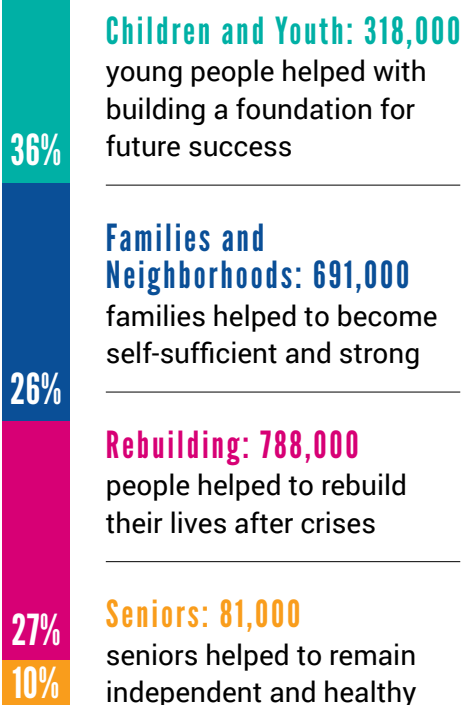 Children and Youth: 318,000
young people helped with
building a foundation for
future success
36%
Families and
Neighborhoods: 691,000
families helped to become
self-sufficient and strong
26%
Rebuilding: 788,000
people helped to rebuild
their lives after crises
27%
Seniors: 81,000
seniors helped to remain
independent and healthy
10%